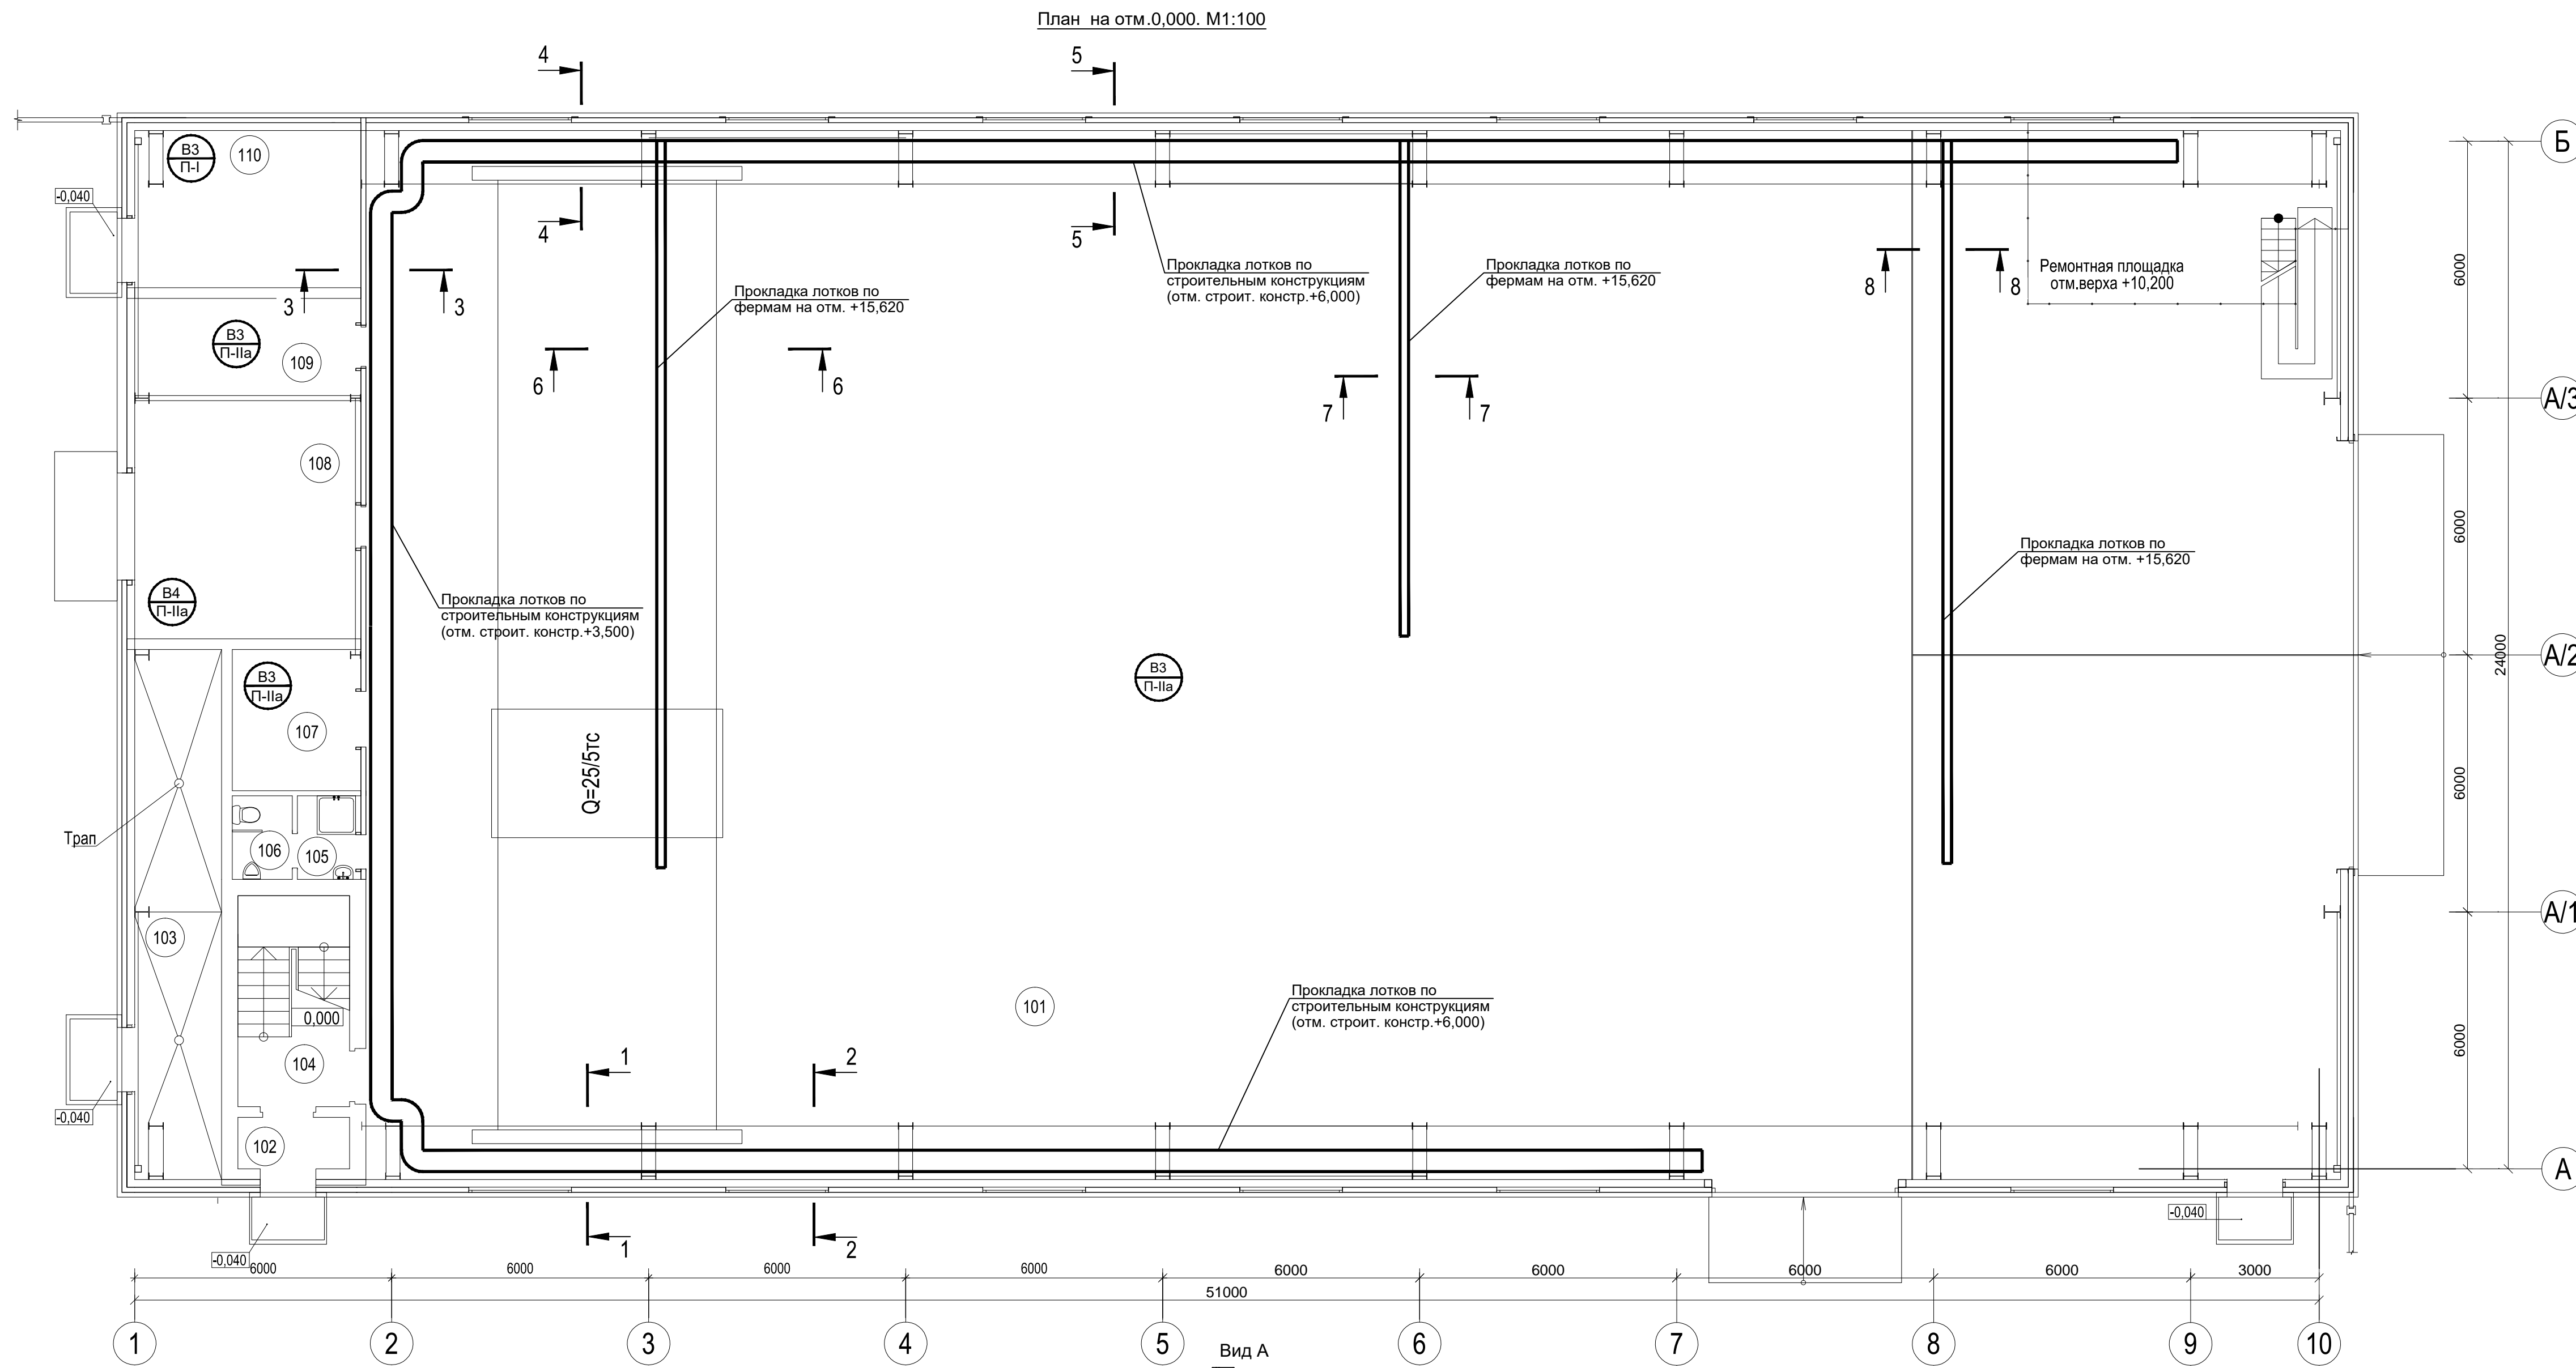 План на отм.0,000. М1:100
4
5
Б
В3
П-I
110
-0,040
4
5
3
3
Прокладка лотков по
фермам на отм. +15,620
Прокладка лотков по
строительным конструкциям
(отм. строит. констр.+6,000)
Прокладка лотков по
фермам на отм. +15,620
8
8
Ремонтная площадка
отм.верха +10,200
6000
В3
П-IIа
109
6
6
7
7
А/3
108
6000
Прокладка лотков по
фермам на отм. +15,620
В4
П-IIа
Прокладка лотков по
строительным конструкциям
(отм. строит. констр.+3,500)
24000
А/2
В3
П-IIа
107
В3
П-IIа
Q=25/5тс
6000
Трап
106
105
А/1
103
0,000
101
Прокладка лотков по
строительным конструкциям
(отм. строит. констр.+6,000)
6000
104
1
2
-0,040
102
А
-0,040
-0,040
1
2
6000
6000
6000
6000
6000
6000
6000
6000
3000
51000
1
2
3
4
5
6
7
8
9
10
Вид А